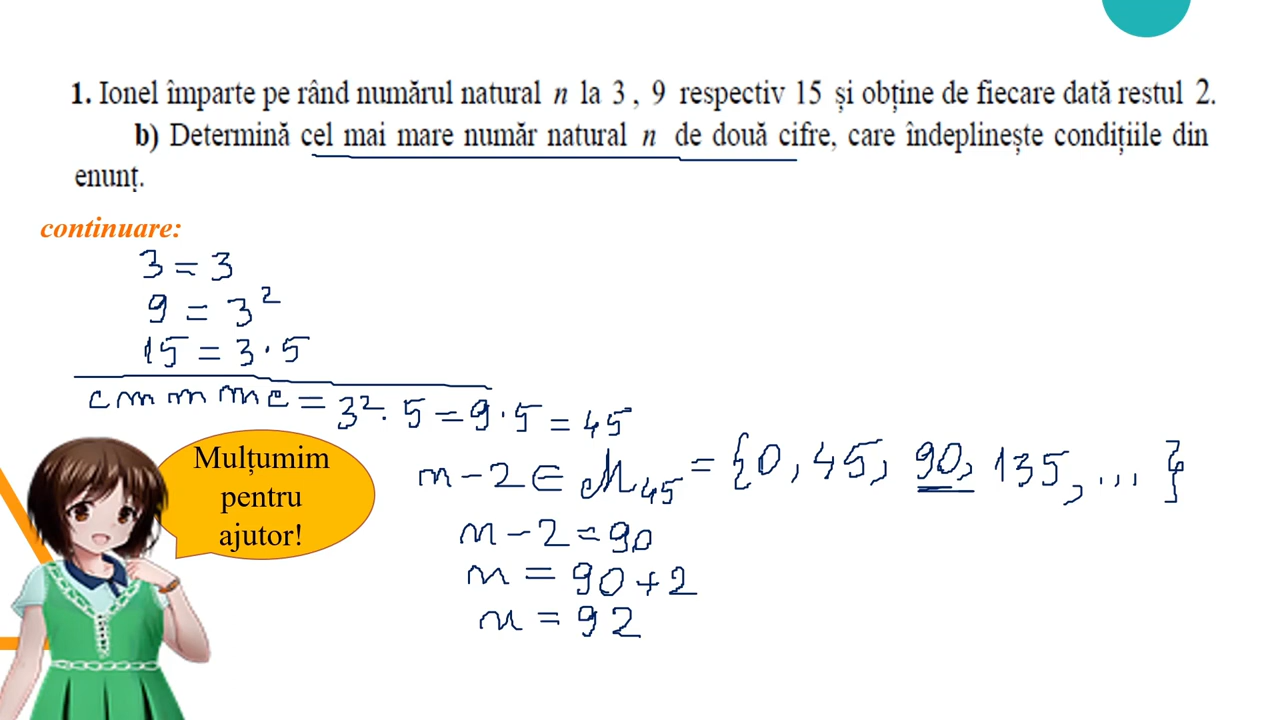 1. Ionel împarte pe rând numărul natural n la 3 , 9 respectiv 15 și obține de fiecare dată restul 2.
b) Determină cel mai mare număr natural n de două cifre, care îndeplinește condițiile din
enunț.
continuare:
3 = 3
9 = 3²
15 = 3 · 5
cmmmc = 3² · 5 = 9 · 5 = 45
n - 2 ∈ M₄₅ = {0, 45, 90, 135, ... }
n - 2 = 90
n = 90 + 2
n = 92
Mulțumim
pentru
ajutor!